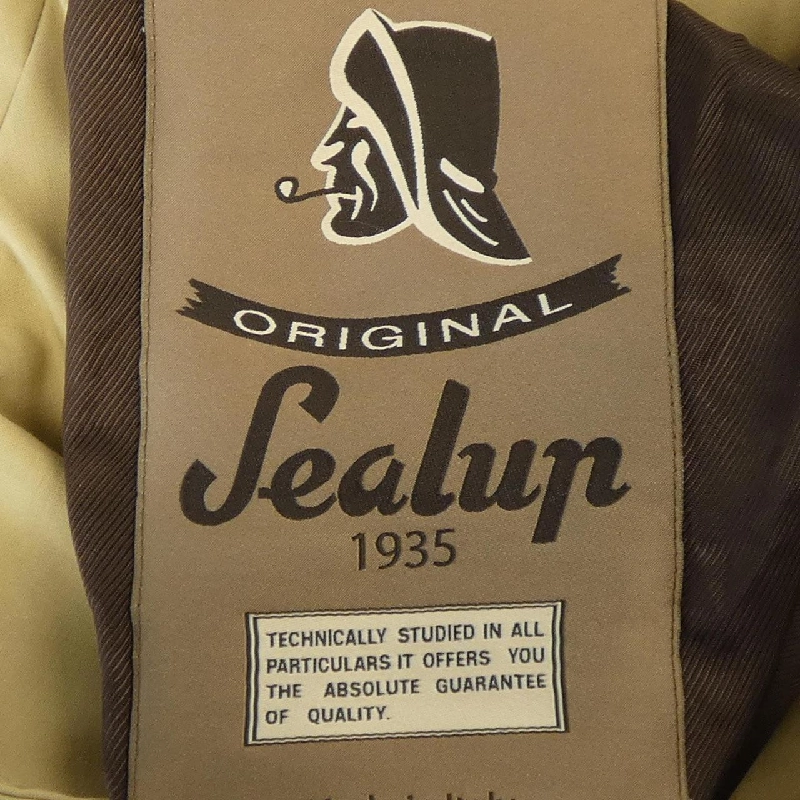 ORIGINAL
Sealup
1935
TECHNICALLY STUDIED IN ALL
PARTICULARS IT OFFERS YOU
THE ABSOLUTE GUARANTEE
OF QUALITY.